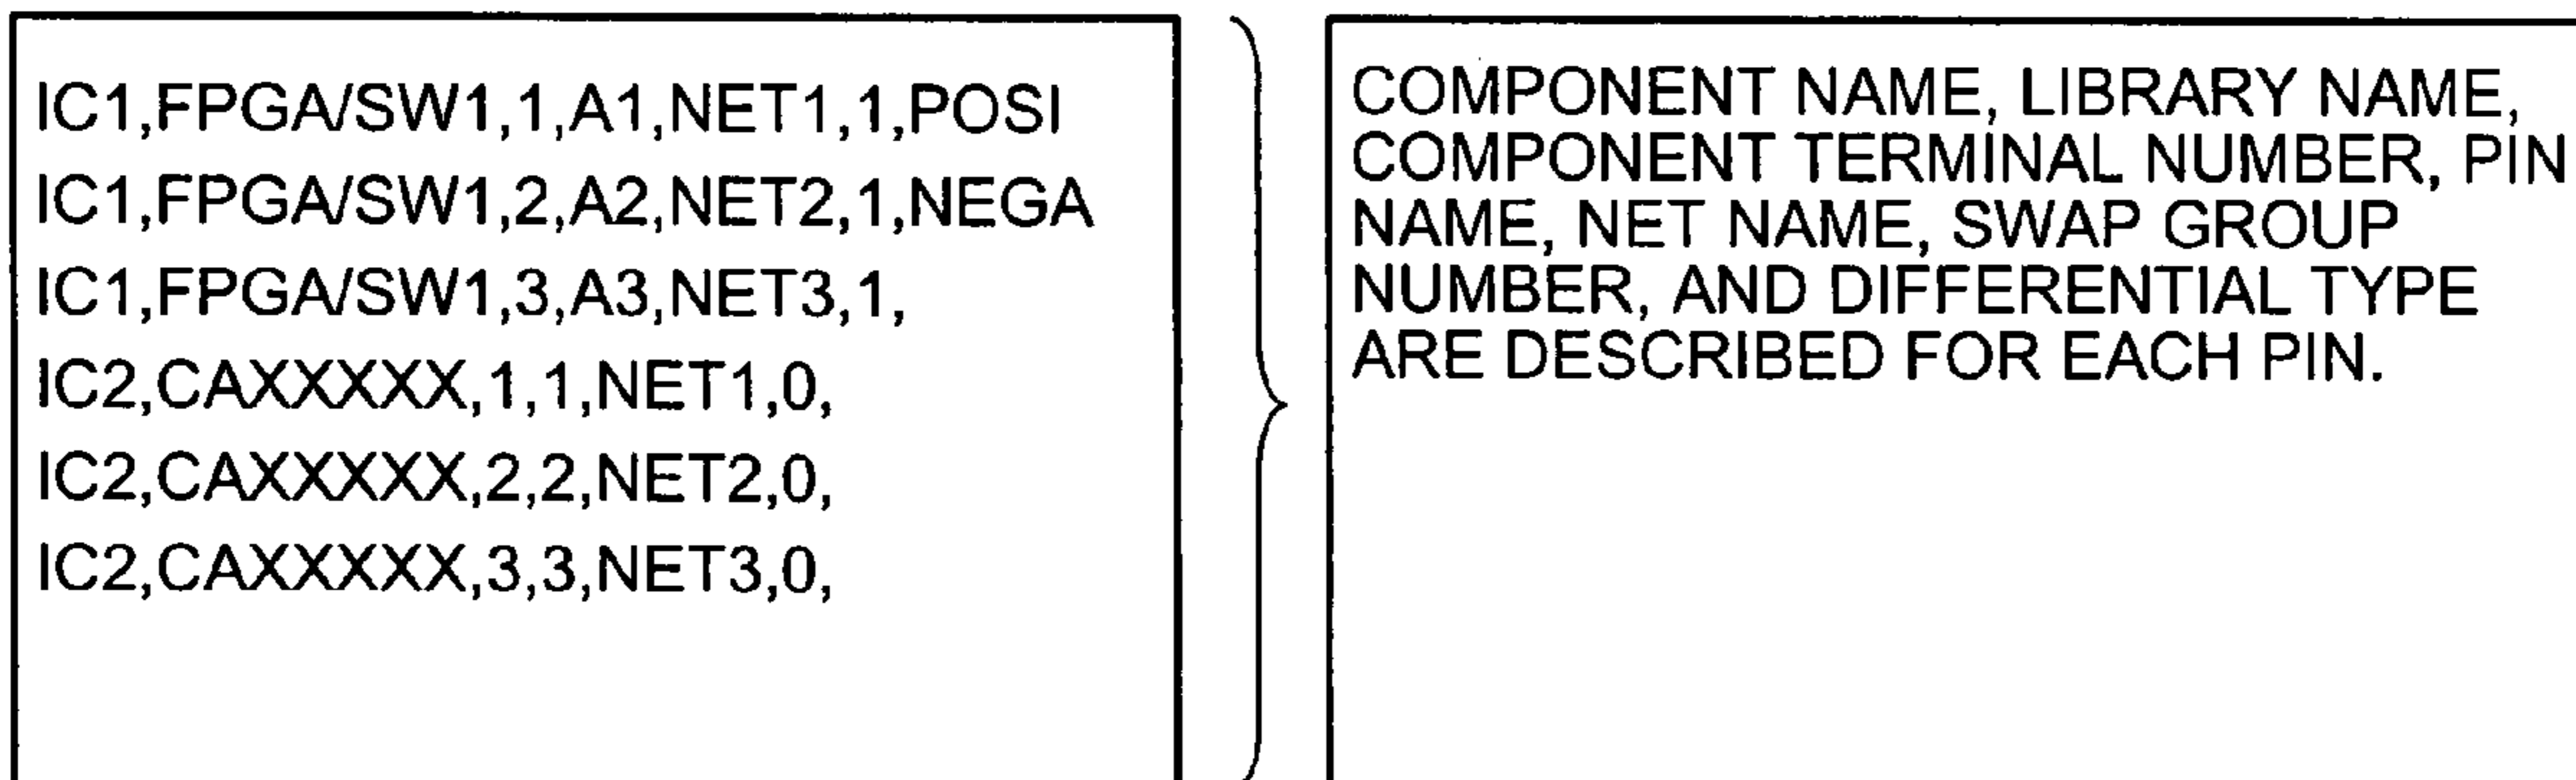 IC1,FPGA/SW1,1,A1,NET1,1,POSI
IC1,FPGA/SW1,2,A2,NET2,1,NEGA
IC1,FPGA/SW1,3,A3,NET3,1,
IC2,CAXXXXX,1,1,NET1,0,
IC2,CAXXXXX,2,2,NET2,0,
IC2,CAXXXXX,3,3,NET3,0,
COMPONENT NAME, LIBRARY NAME,
COMPONENT TERMINAL NUMBER, PIN
NAME, NET NAME, SWAP GROUP
NUMBER, AND DIFFERENTIAL TYPE
ARE DESCRIBED FOR EACH PIN.